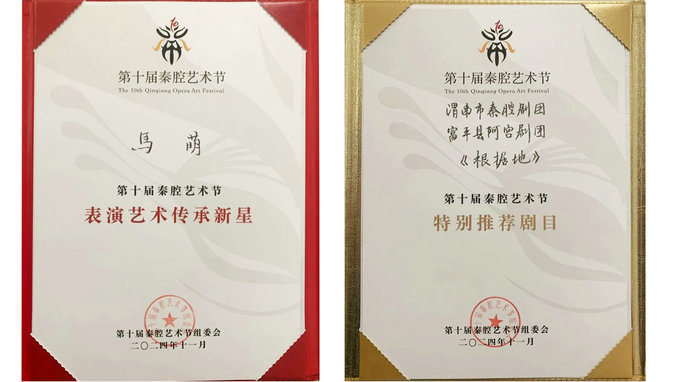 第十届秦腔艺术节
The 10th Qinqiang Opera Art Festival
馬 萌
第十届秦腔艺术节
表演艺术传承新星
第十届秦腔艺术节组委会
二〇二四年十一月
第十届秦腔艺术节
The 10th Qinqiang Opera Art Festival
渭南市秦腔剧团
富平县阿宫剧团
《根据地》
第十届秦腔艺术节
特别推荐剧目
第十届秦腔艺术节组委会
二〇二四年十一月